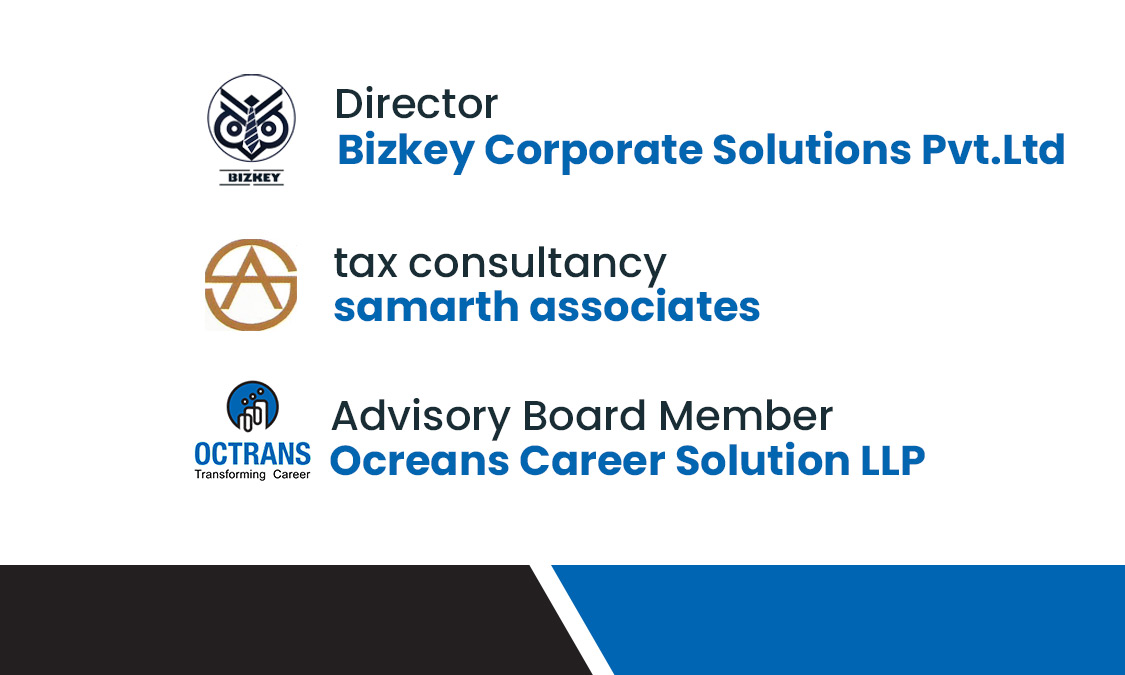 Director
Bizkey Corporate Solutions Pvt.Ltd
BIZKEY
tax consultancy
samarth associates
Advisory Board Member
Ocreans Career Solution LLP
OCTRANS
Transforming Career